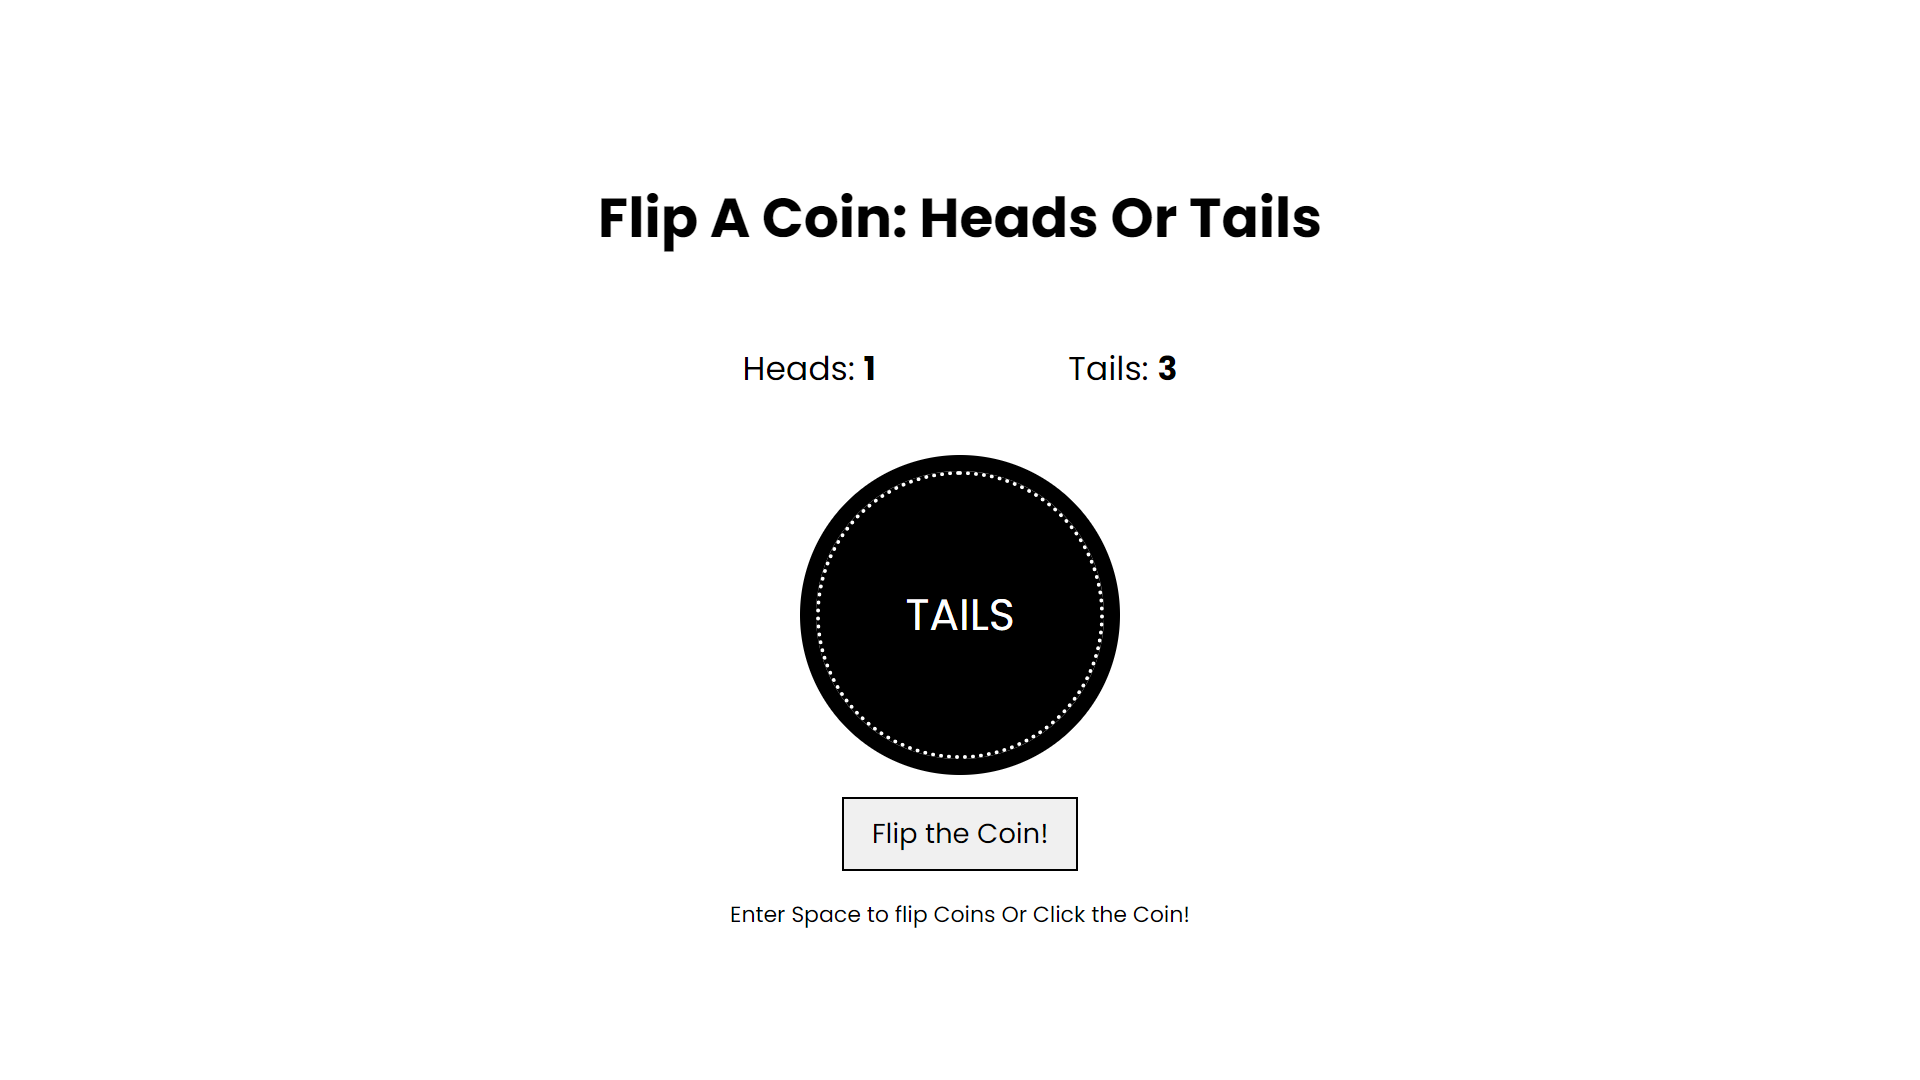 Flip A Coin: Heads Or Tails
Heads: 1
Tails: 3
TAILS
Flip the Coin!
Enter Space to flip Coins Or Click the Coin!